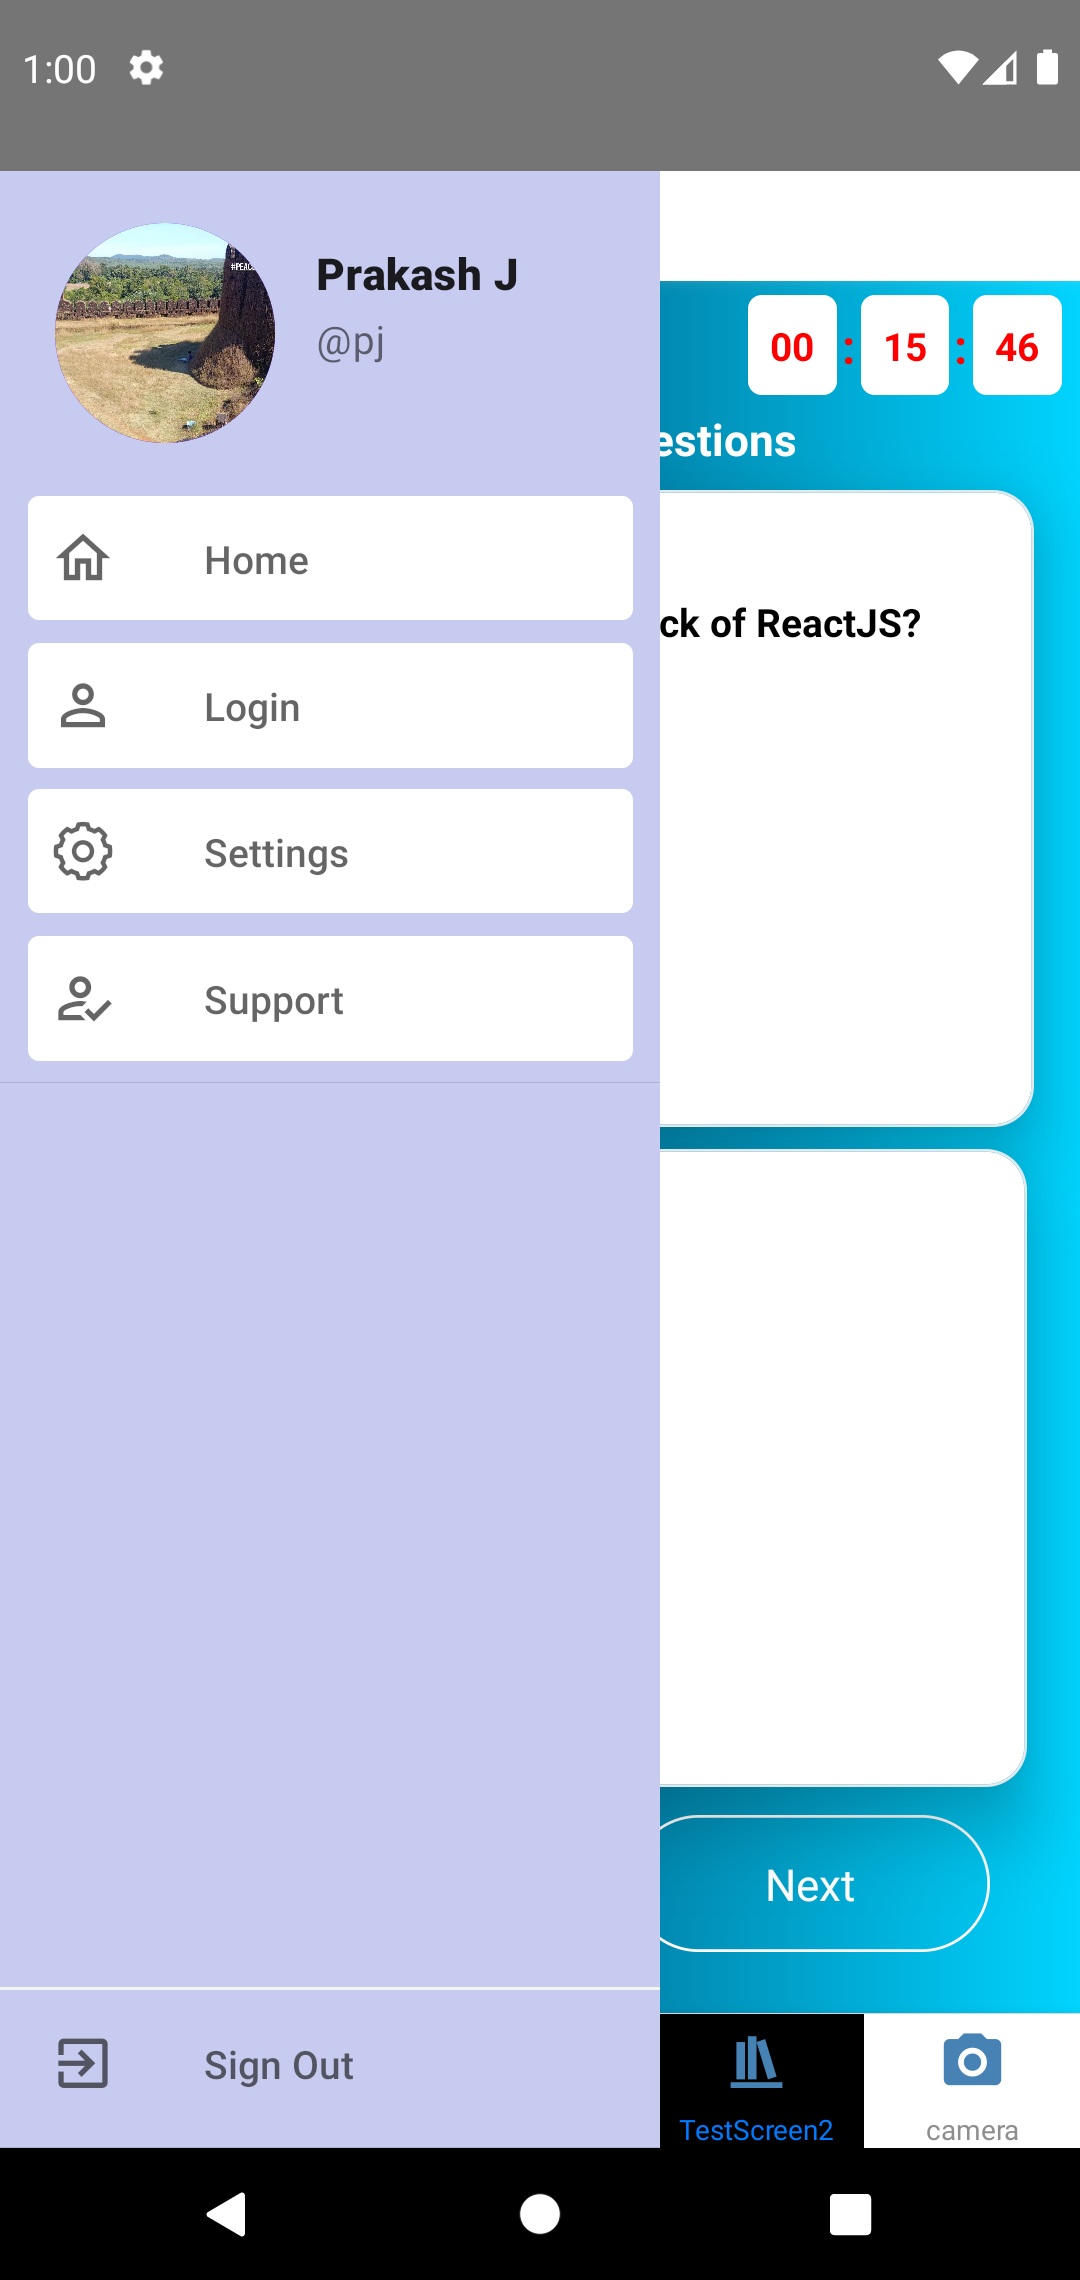 1:00
Prakash J
@pj
00 : 15 : 46
estions
Home
ck of ReactJS?
Login
Settings
Support
Next
Sign Out
TestScreen2
camera